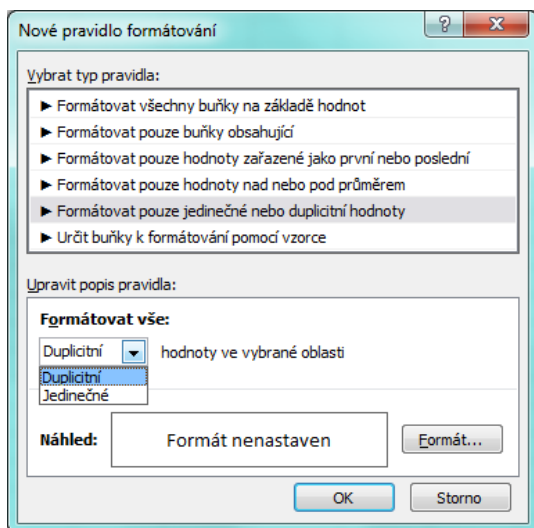 Nové pravidlo formátování
Vybrat typ pravidla:
► Formátovat všechny buňky na základě hodnot
► Formátovat pouze buňky obsahující
► Formátovat pouze hodnoty zařazené jako první nebo poslední
► Formátovat pouze hodnoty nad nebo pod průměrem
► Formátovat pouze jedinečné nebo duplicitní hodnoty
► Určit buňky k formátování pomocí vzorce
Upravit popis pravidla:
Formátovat vše:
Duplicitní hodnoty ve vybrané oblasti
Duplicitní
Jedinečné
Náhled: Formát nenastaven Formát...
OK Storno